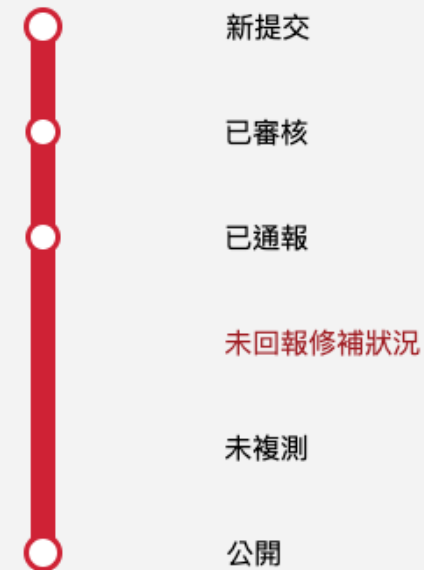 新提交
已審核
已通報
未回報修補狀況
未複測
公開